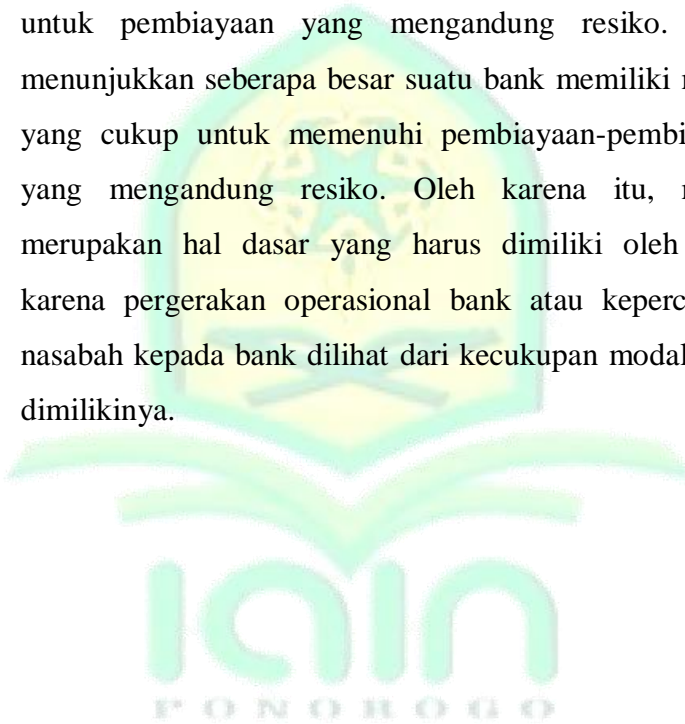 untuk pembiayaan yang mengandung resiko.
menunjukkan seberapa besar suatu bank memiliki
yang cukup untuk memenuhi pembiayaan-pembi
yang mengandung resiko. Oleh karena itu,
merupakan hal dasar yang harus dimiliki oleh
karena pergerakan operasional bank atau keperc
nasabah kepada bank dilihat dari kecukupan modal
dimilikinya.
iain
PONOROGO